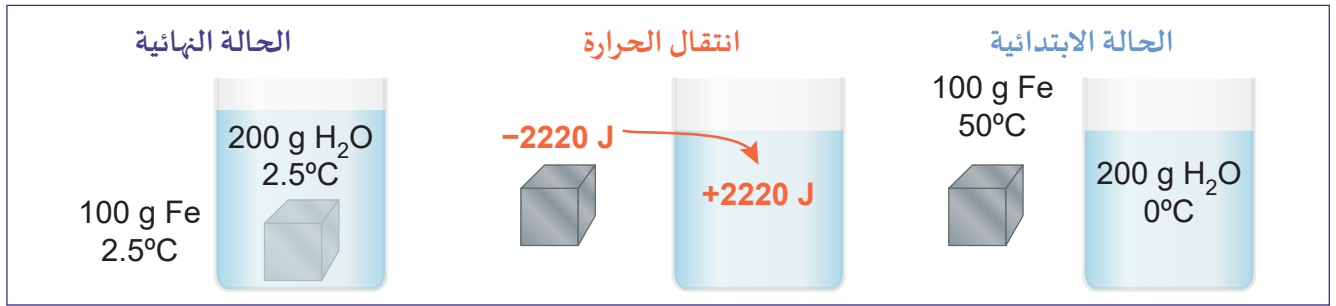 الحالة الابتدائية
100 g Fe
50ºC
200 g H₂O
0ºC
انتقال الحرارة
−2220 J
+2220 J
الحالة النهائية
200 g H₂O
2.5ºC
100 g Fe
2.5ºC